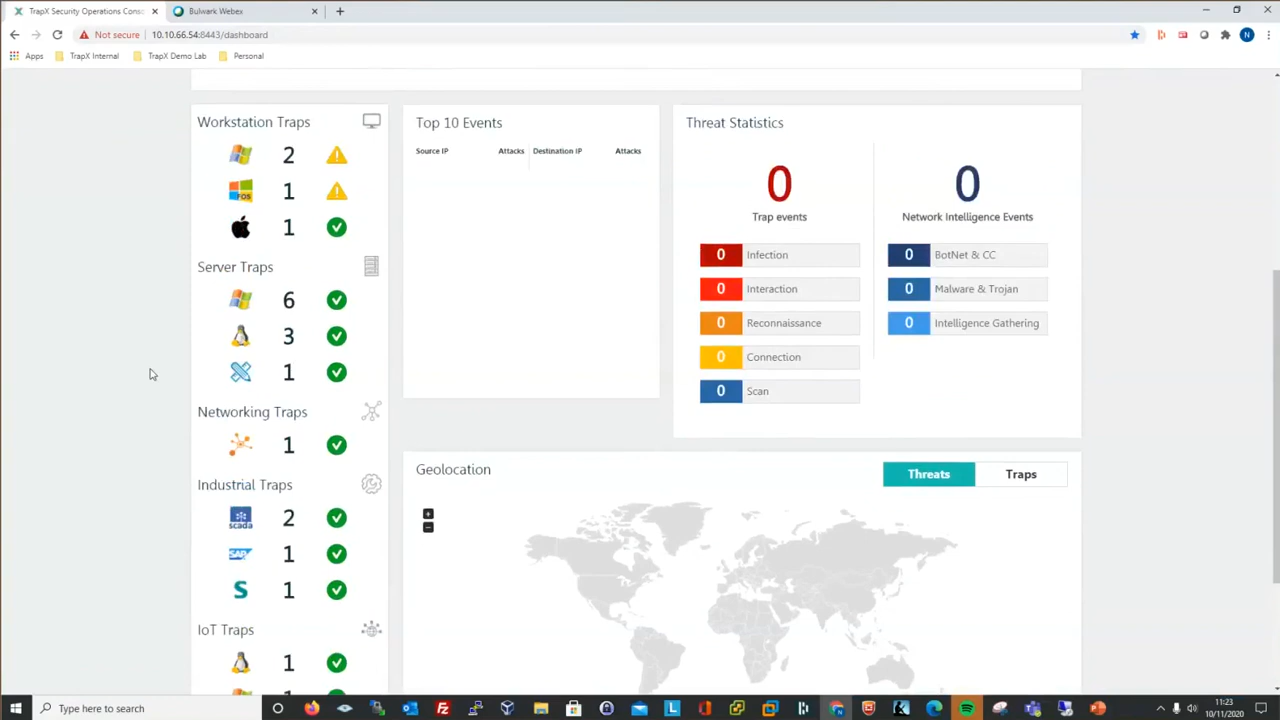 TrapX Security Operations Cons
Bulwark Webex
Not secure
10.10.66.54:8443/dashboard
N
Apps
TrapX Internal
TrapX Demo Lab
Personal
Workstation Traps
2
FOS
1
1
Server Traps
6
3
1
Networking Traps
1
Industrial Traps
scada
2
SAP
1
S
1
IoT Traps
1
Top 10 Events
Source IP Attacks Destination IP Attacks
Threat Statistics
0
Trap events
0 Infection
0 Interaction
0 Reconnaissance
0 Connection
0 Scan
0
Network Intelligence Events
0 BotNet & CC
0 Malware & Trojan
0 Intelligence Gathering
Geolocation
Threats
Traps
Type here to search
11:23
10/11/2020